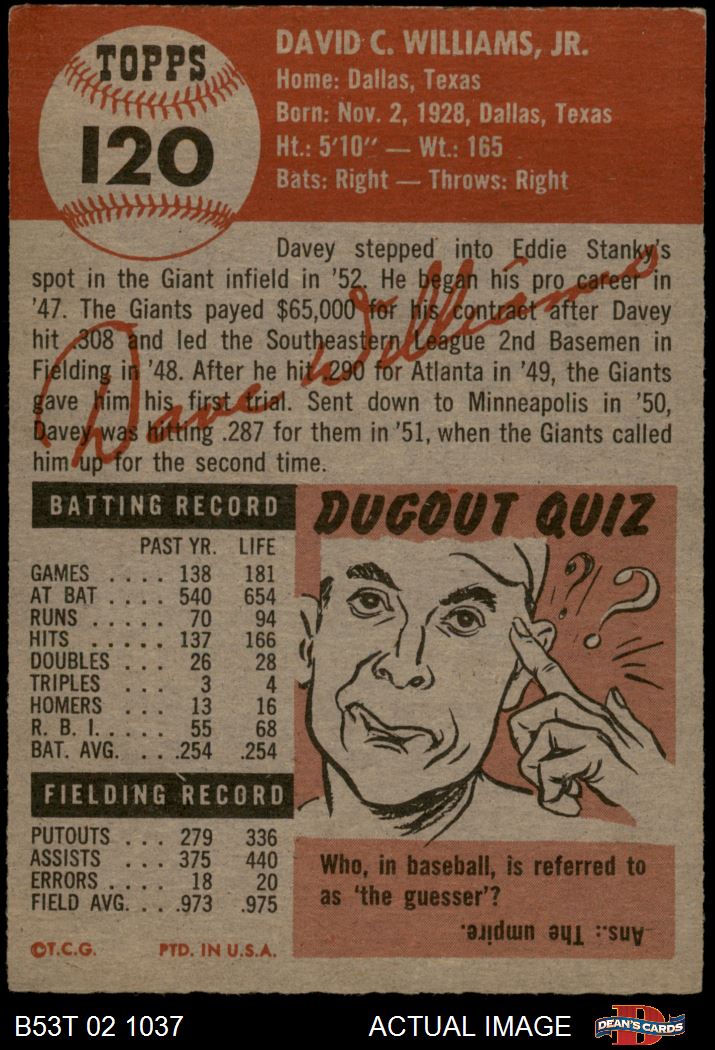 TOPPS
120
DAVID C. WILLIAMS, JR.
Home: Dallas, Texas
Born: Nov. 2, 1928, Dallas, Texas
Ht.: 5'10" — Wt.: 165
Bats: Right — Throws: Right
Davey stepped into Eddie Stanky's
spot in the Giant infield in '52. He began his pro career in
'47. The Giants payed $65,000 for his contract after Davey
hit .308 and led the Southeastern League 2nd Basemen in
Fielding in '48. After he hit .290 for Atlanta in '49, the Giants
gave him his first trial. Sent down to Minneapolis in '50,
Davey was hitting .287 for them in '51, when the Giants called
him up for the second time.
Dave Williams
BATTING RECORD
PAST YR. LIFE
GAMES .... 138 181
AT BAT .... 540 654
RUNS ..... 70 94
HITS ..... 137 166
DOUBLES ... 26 28
TRIPLES ... 3 4
HOMERS ... 13 16
R. B. I. .... 55 68
BAT. AVG. ... .254 .254
FIELDING RECORD
PUTOUTS ... 279 336
ASSISTS ... 375 440
ERRORS .... 18 20
FIELD AVG. ... .973 .975
©T.C.G. PTD. IN U.S.A.
DUGOUT QUIZ
? ?
Who, in baseball, is referred to
as 'the guesser'?
Ans.: The umpire.
B53T 02 1037 ACTUAL IMAGE
D
DEAN'S CARDS